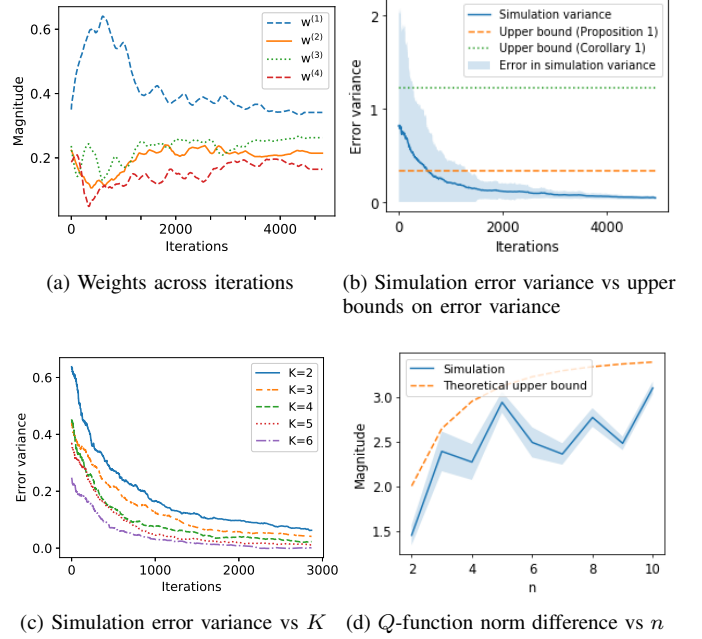 0.6
0.4
0.2
Magnitude
w(1)
w(2)
w(3)
w(4)
0 2000 4000
Iterations
(a) Weights across iterations
2
1
0
Error variance
Simulation variance
Upper bound (Proposition 1)
Upper bound (Corollary 1)
Error in simulation variance
0 2000 4000
Iterations
(b) Simulation error variance vs upper
bounds on error variance
0.6
0.4
0.2
0.0
Error variance
K=2
K=3
K=4
K=5
K=6
0 1000 2000 3000
Iterations
(c) Simulation error variance vs K
3.0
2.5
2.0
1.5
Magnitude
Simulation
Theoretical upper bound
2 4 6 8 10
n
(d) Q-function norm difference vs n